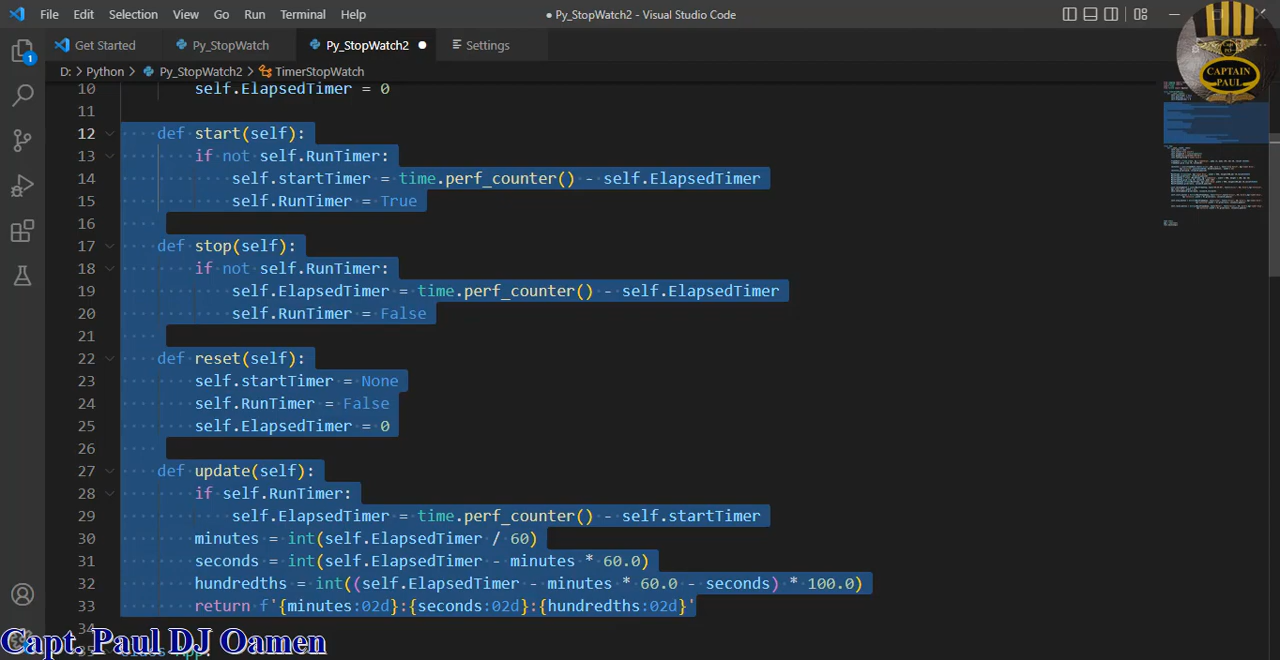 File Edit Selection View Go Run Terminal Help ● Py_StopWatch2 - Visual Studio Code
Get Started Py_StopWatch Py_StopWatch2 Settings
D: > Python > Py_StopWatch2 > TimerStopWatch
CAPTAIN
PAUL
1
10 self.ElapsedTimer = 0
11
12 def start(self):
13 if not self.RunTimer:
14 self.startTimer = time.perf_counter() - self.ElapsedTimer
15 self.RunTimer = True
16
17 def stop(self):
18 if not self.RunTimer:
19 self.ElapsedTimer = time.perf_counter() - self.ElapsedTimer
20 self.RunTimer = False
21
22 def reset(self):
23 self.startTimer = None
24 self.RunTimer = False
25 self.ElapsedTimer = 0
26
27 def update(self):
28 if self.RunTimer:
29 self.ElapsedTimer = time.perf_counter() - self.startTimer
30 minutes = int(self.ElapsedTimer / 60)
31 seconds = int(self.ElapsedTimer - minutes * 60.0)
32 hundredths = int((self.ElapsedTimer - minutes * 60.0 - seconds) * 100.0)
33 return f'{minutes:02d}:{seconds:02d}:{hundredths:02d}'
34
Capt. Paul DJ Oamen